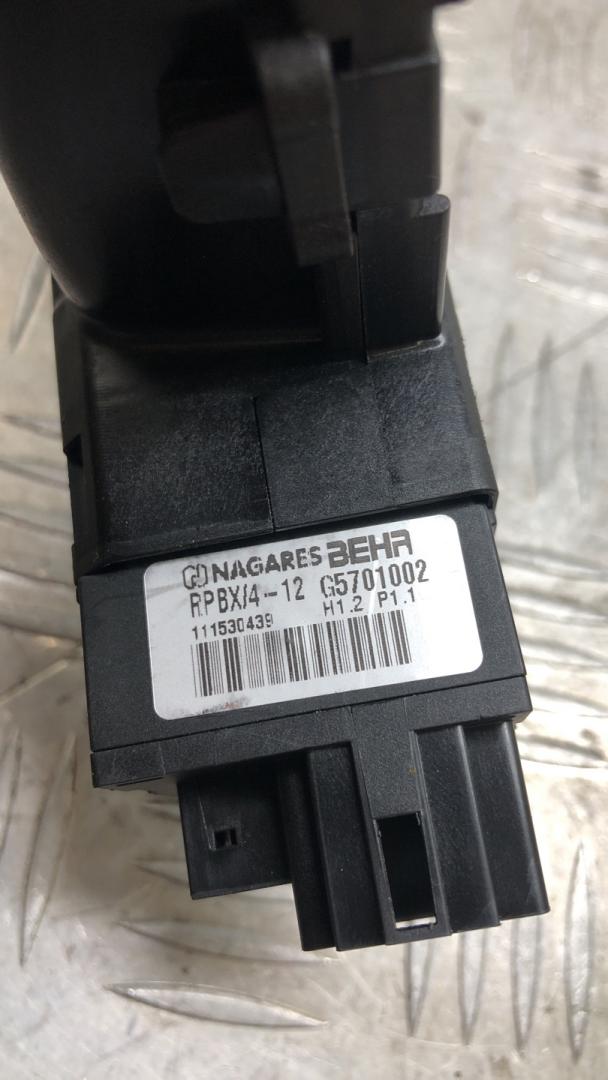 NAGARES BEHR
RPBX/4-12 G5701002
H1.2 P1.1
111530439